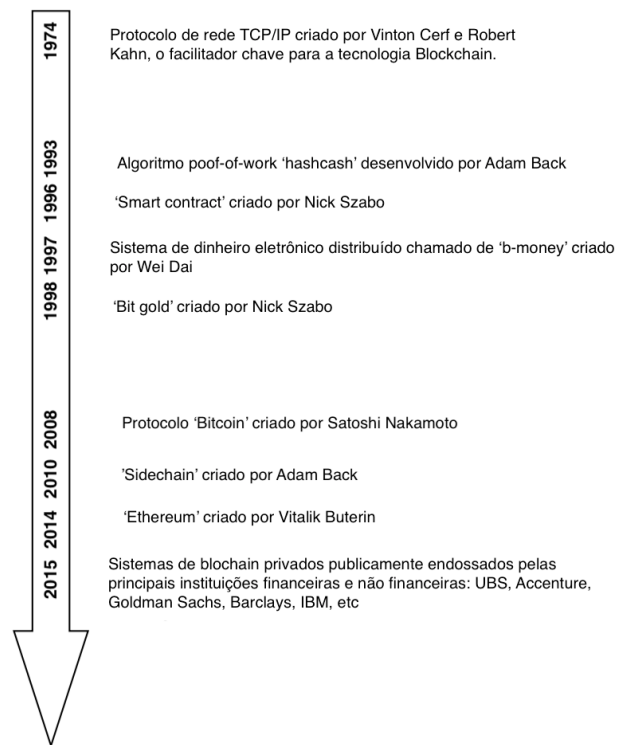 1974
Protocolo de rede TCP/IP criado por Vinton Cerf e Robert
Kahn, o facilitador chave para a tecnologia Blockchain.
1993
Algoritmo poof-of-work ‘hashcash’ desenvolvido por Adam Back
1996
‘Smart contract’ criado por Nick Szabo
1997
Sistema de dinheiro eletrônico distribuído chamado de ‘b-money’ criado
por Wei Dai
1998
‘Bit gold’ criado por Nick Szabo
2008
Protocolo ‘Bitcoin’ criado por Satoshi Nakamoto
2010
’Sidechain’ criado por Adam Back
2014
‘Ethereum’ criado por Vitalik Buterin
2015
Sistemas de blochain privados publicamente endossados pelas
principais instituições financeiras e não financeiras: UBS, Accenture,
Goldman Sachs, Barclays, IBM, etc